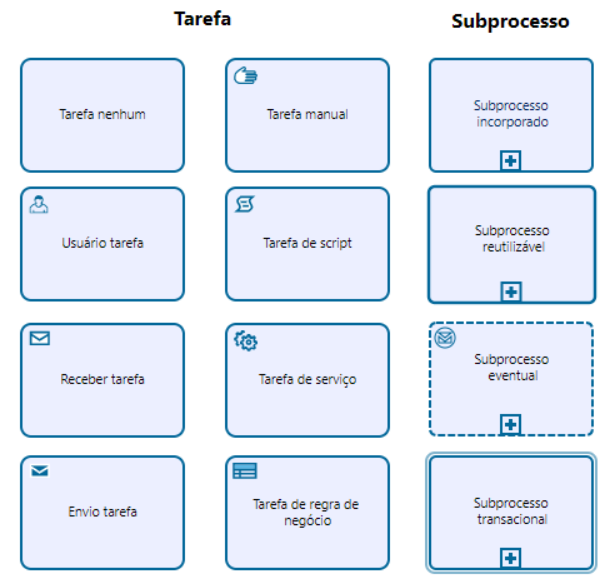 Tarefa
Subprocesso
Tarefa nenhum
Tarefa manual
Subprocesso
incorporado
Usuário tarefa
Tarefa de script
Subprocesso
reutilizável
Receber tarefa
Tarefa de serviço
Subprocesso
eventual
Envio tarefa
Tarefa de regra de
negócio
Subprocesso
transacional